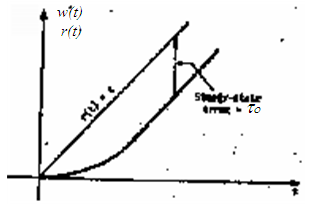 w*(t)
r(t)
r(t) = t
Steady-state
error = τo
t